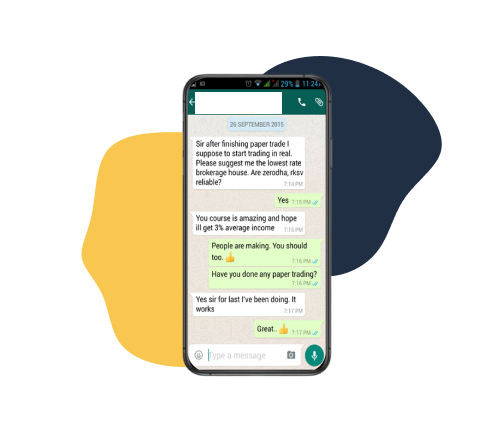 29% 11:24
26 SEPTEMBER 2015
Sir after finishing paper trade I
suppose to start trading in real.
Please suggest me the lowest rate
brokerage house. Are zerodha, rksv
reliable?
7:14 PM
Yes 7:15 PM
You course is amazing and hope
ill get 3% average income 7:15 PM
People are making. You should
too. 👍 7:16 PM
Have you done any paper trading?
7:16 PM
Yes sir for last I've been doing. It
works 7:17 PM
Great.. 👍 7:17 PM
Type a message